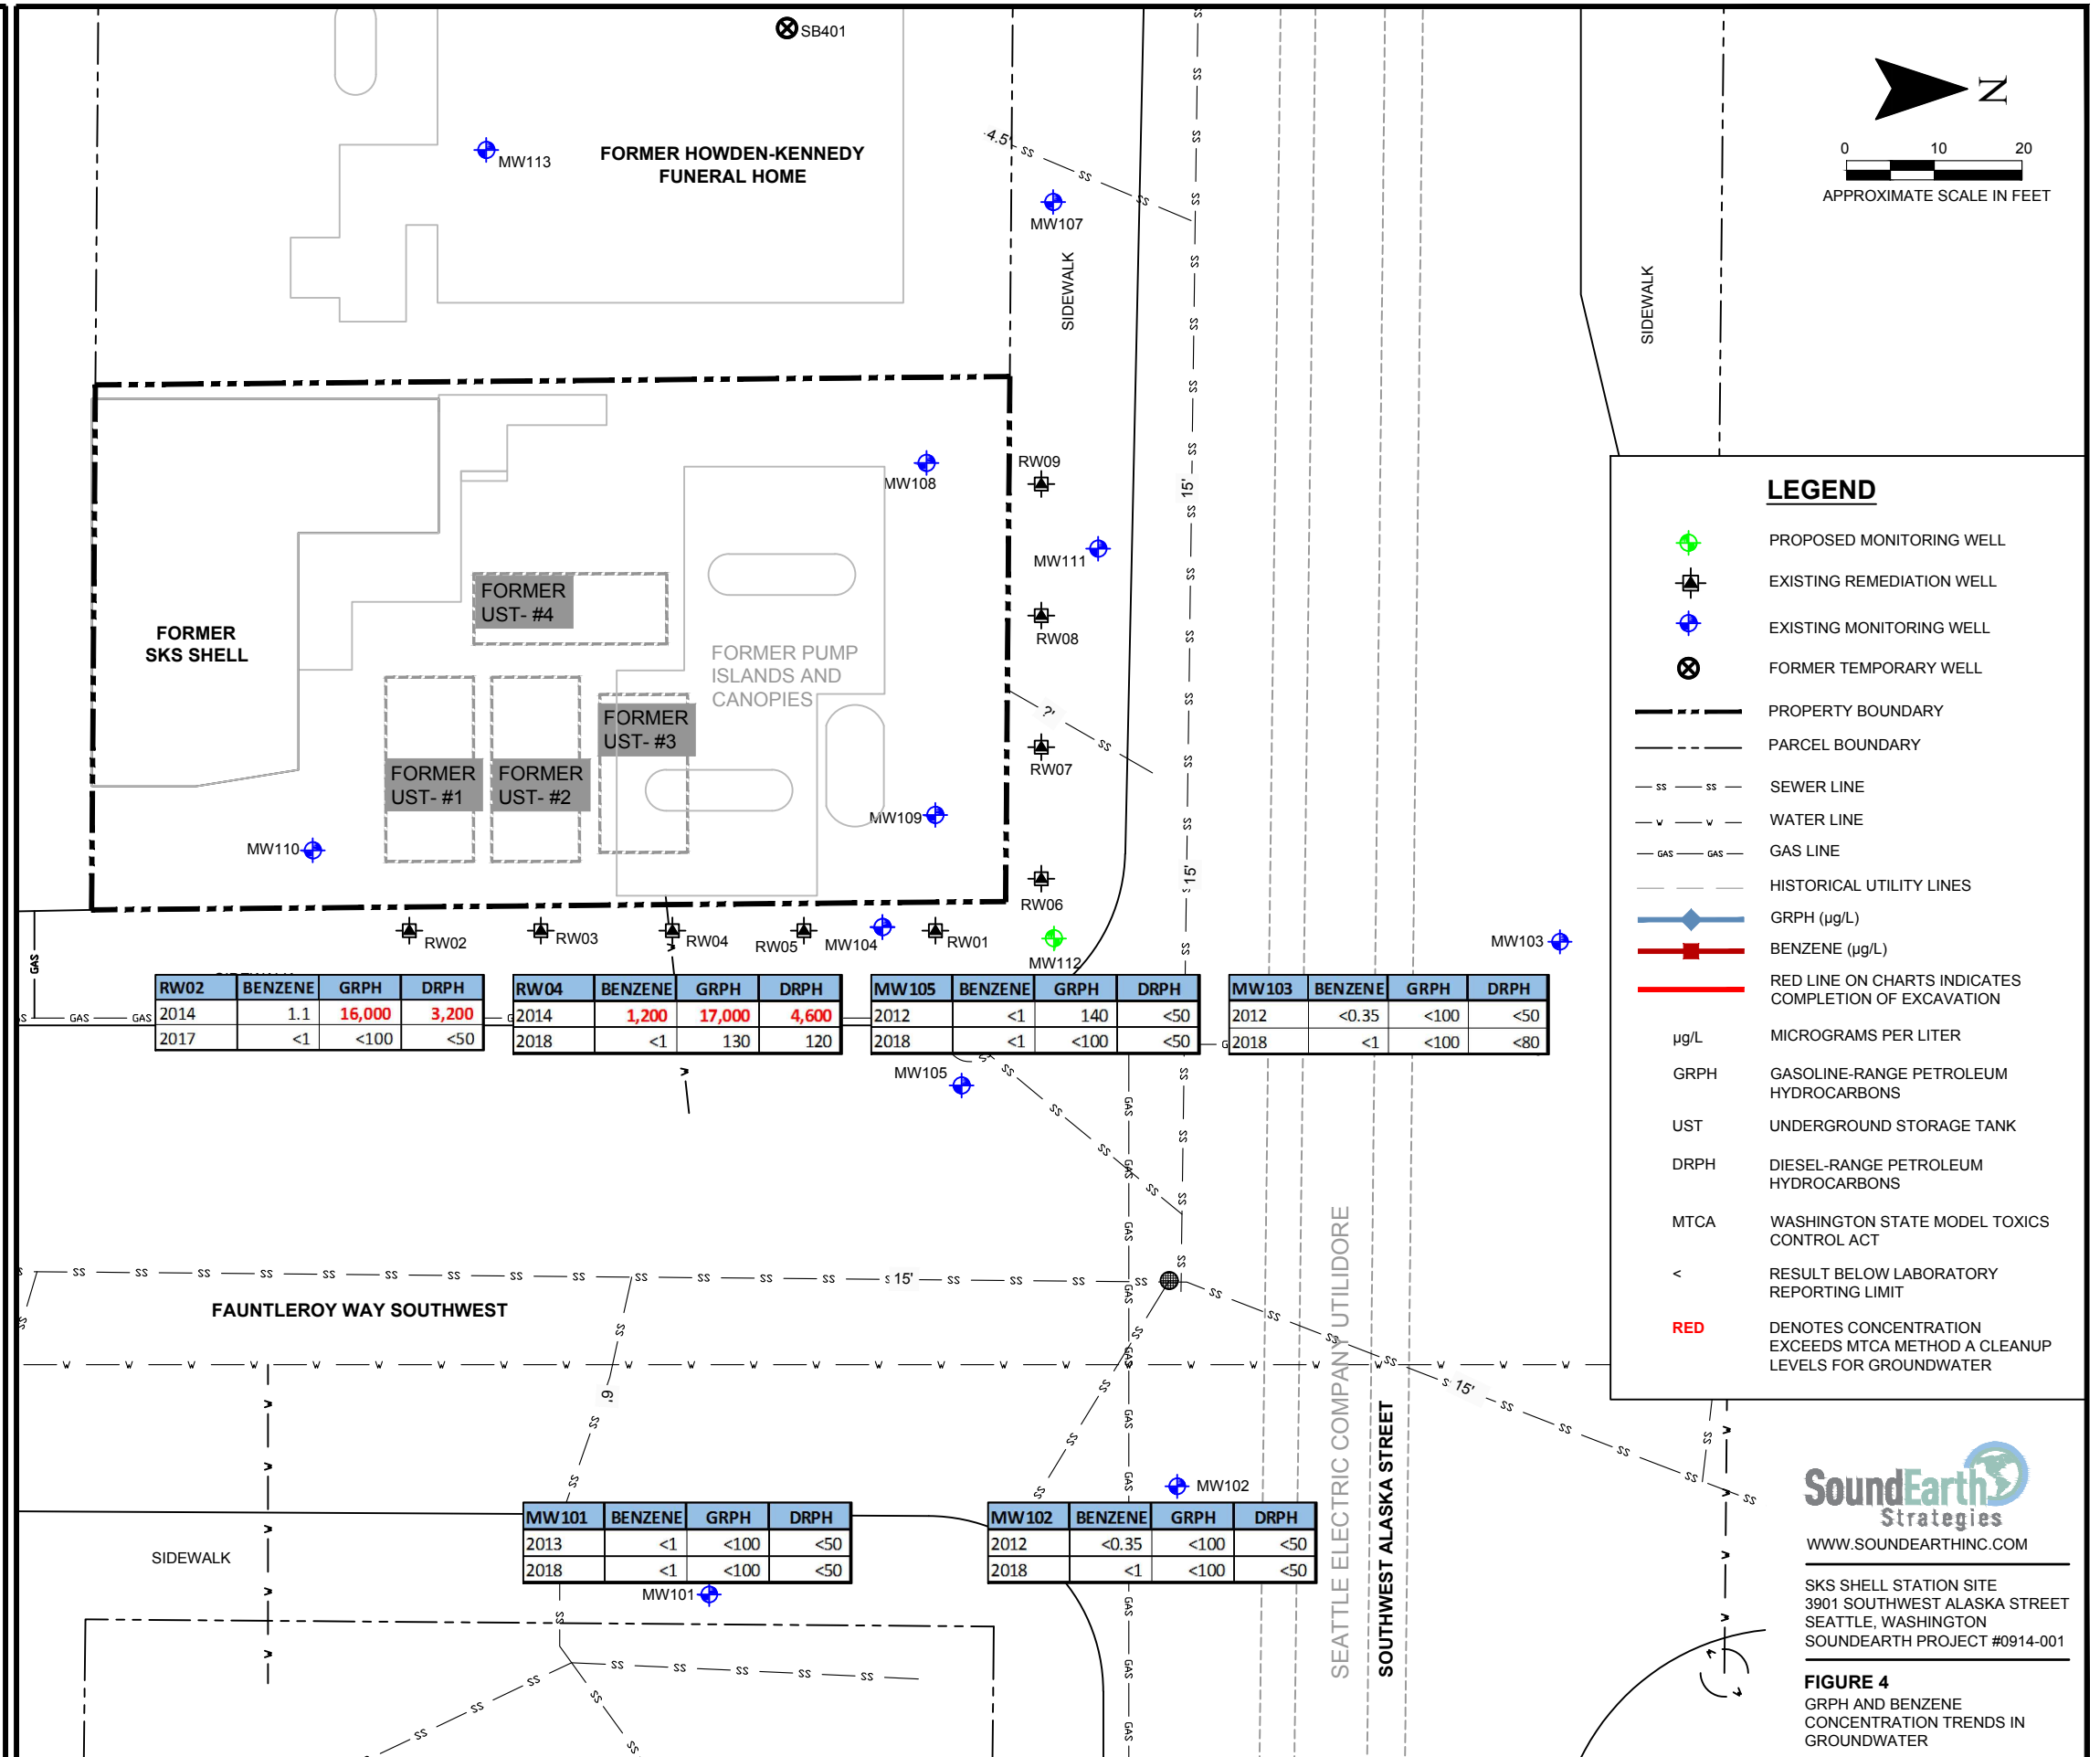 SB401
MW113
FORMER HOWDEN-KENNEDY
FUNERAL HOME
4.5'
MW107
SIDEWALK
SIDEWALK
N
0 10 20
APPROXIMATE SCALE IN FEET
RW09
MW108
15'
MW111
RW08
FORMER
UST- #4
FORMER
SKS SHELL
FORMER PUMP
ISLANDS AND
CANOPIES
FORMER
UST- #3
?'
RW07
FORMER
UST- #1
FORMER
UST- #2
MW109
MW110
15'
RW06
RW02
RW03
RW04
RW05
MW104
RW01
MW112
MW103
GAS
RW02 BENZENE GRPH DRPH
2014 1.1 16,000 3,200
2017 <1 <100 <50
RW04 BENZENE GRPH DRPH
2014 1,200 17,000 4,600
2018 <1 130 120
MW105 BENZENE GRPH DRPH
2012 <1 140 <50
2018 <1 <100 <50
MW103 BENZENE GRPH DRPH
2012 <0.35 <100 <50
2018 <1 <100 <80
GAS GAS
MW105
15'
FAUNTLEROY WAY SOUTHWEST
9'
15'
SEATTLE ELECTRIC COMPANY UTILIDORE
SOUTHWEST ALASKA STREET
MW102
MW101 BENZENE GRPH DRPH
2013 <1 <100 <50
2018 <1 <100 <50
MW102 BENZENE GRPH DRPH
2012 <0.35 <100 <50
2018 <1 <100 <50
SIDEWALK
MW101
LEGEND
PROPOSED MONITORING WELL
EXISTING REMEDIATION WELL
EXISTING MONITORING WELL
FORMER TEMPORARY WELL
PROPERTY BOUNDARY
PARCEL BOUNDARY
SS SS SEWER LINE
W W WATER LINE
GAS GAS GAS LINE
HISTORICAL UTILITY LINES
GRPH (µg/L)
BENZENE (µg/L)
RED LINE ON CHARTS INDICATES
COMPLETION OF EXCAVATION
µg/L MICROGRAMS PER LITER
GRPH GASOLINE-RANGE PETROLEUM
HYDROCARBONS
UST UNDERGROUND STORAGE TANK
DRPH DIESEL-RANGE PETROLEUM
HYDROCARBONS
MTCA WASHINGTON STATE MODEL TOXICS
CONTROL ACT
< RESULT BELOW LABORATORY
REPORTING LIMIT
RED DENOTES CONCENTRATION
EXCEEDS MTCA METHOD A CLEANUP
LEVELS FOR GROUNDWATER
SoundEarth
Strategies
WWW.SOUNDEARTHINC.COM
SKS SHELL STATION SITE
3901 SOUTHWEST ALASKA STREET
SEATTLE, WASHINGTON
SOUNDEARTH PROJECT #0914-001
FIGURE 4
GRPH AND BENZENE
CONCENTRATION TRENDS IN
GROUNDWATER